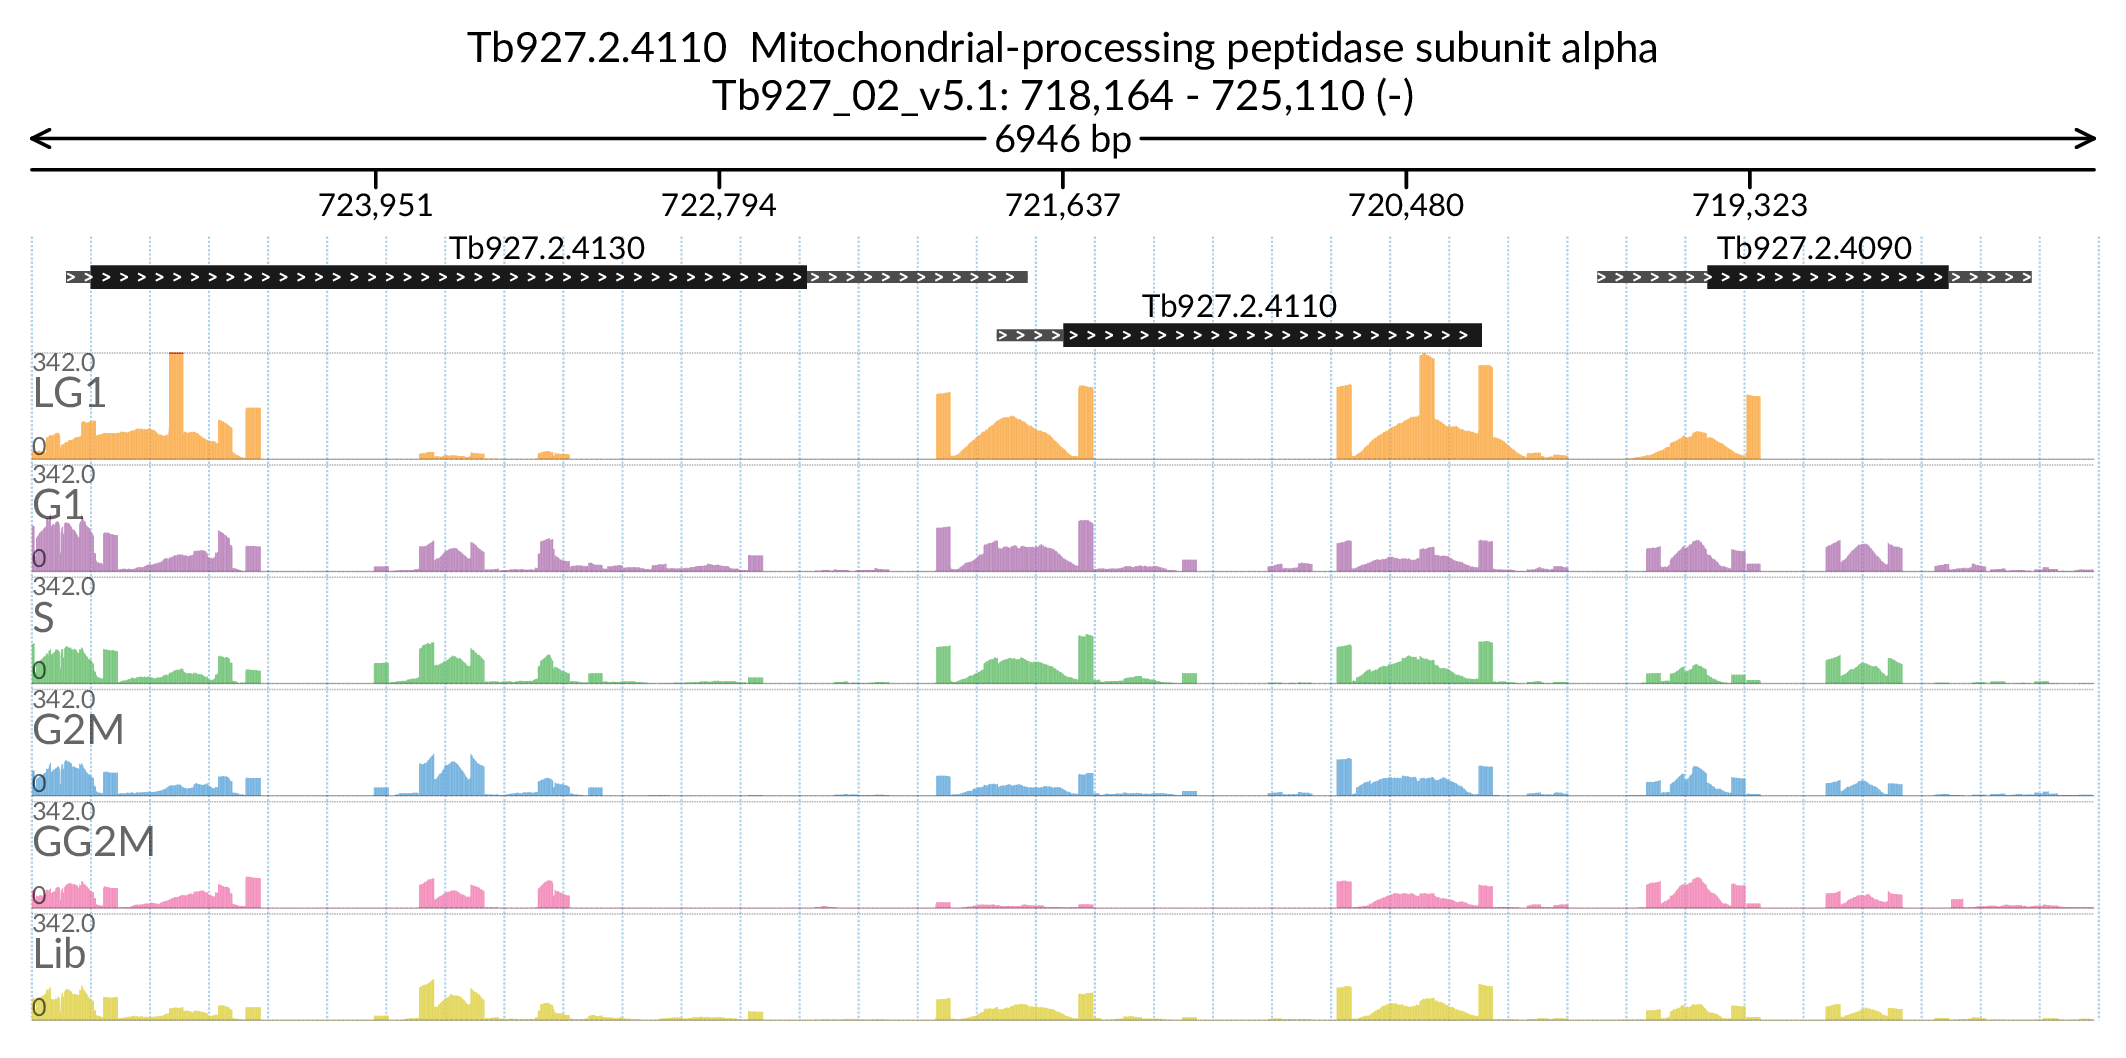 Tb927.2.4110 Mitochondrial-processing peptidase subunit alpha
Tb927_02_v5.1: 718,164 - 725,110 (-)
6946 bp
723,951 722,794 721,637 720,480 719,323
Tb927.2.4130 Tb927.2.4090
Tb927.2.4110
342.0
LG1
0
342.0
G1
0
342.0
S
0
342.0
G2M
0
342.0
GG2M
0
342.0
Lib
0